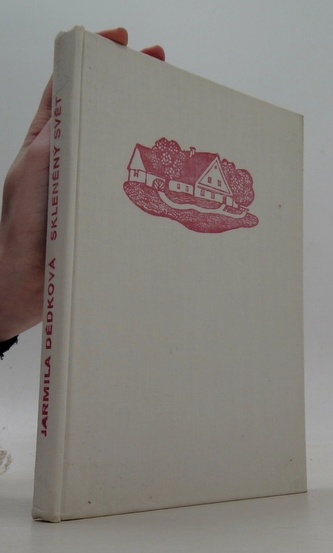 JARMILA DĚDKOVÁ SKLENĚNÝ SVĚT